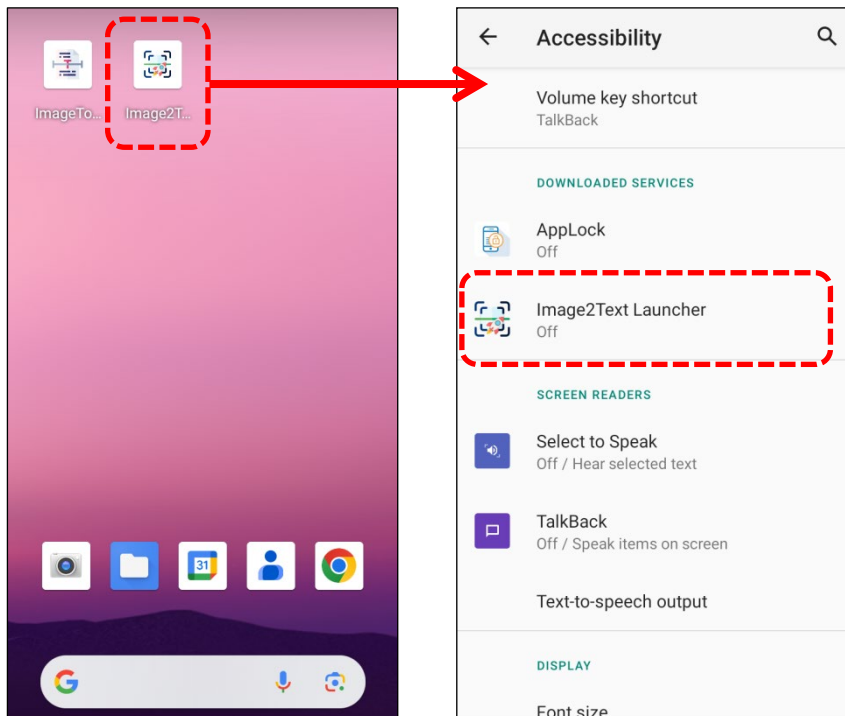 ImageTo...
Image2T...
31
Accessibility
Volume key shortcut
TalkBack
DOWNLOADED SERVICES
AppLock
Off
Image2Text Launcher
Off
SCREEN READERS
Select to Speak
Off / Hear selected text
TalkBack
Off / Speak items on screen
Text-to-speech output
DISPLAY
Font size